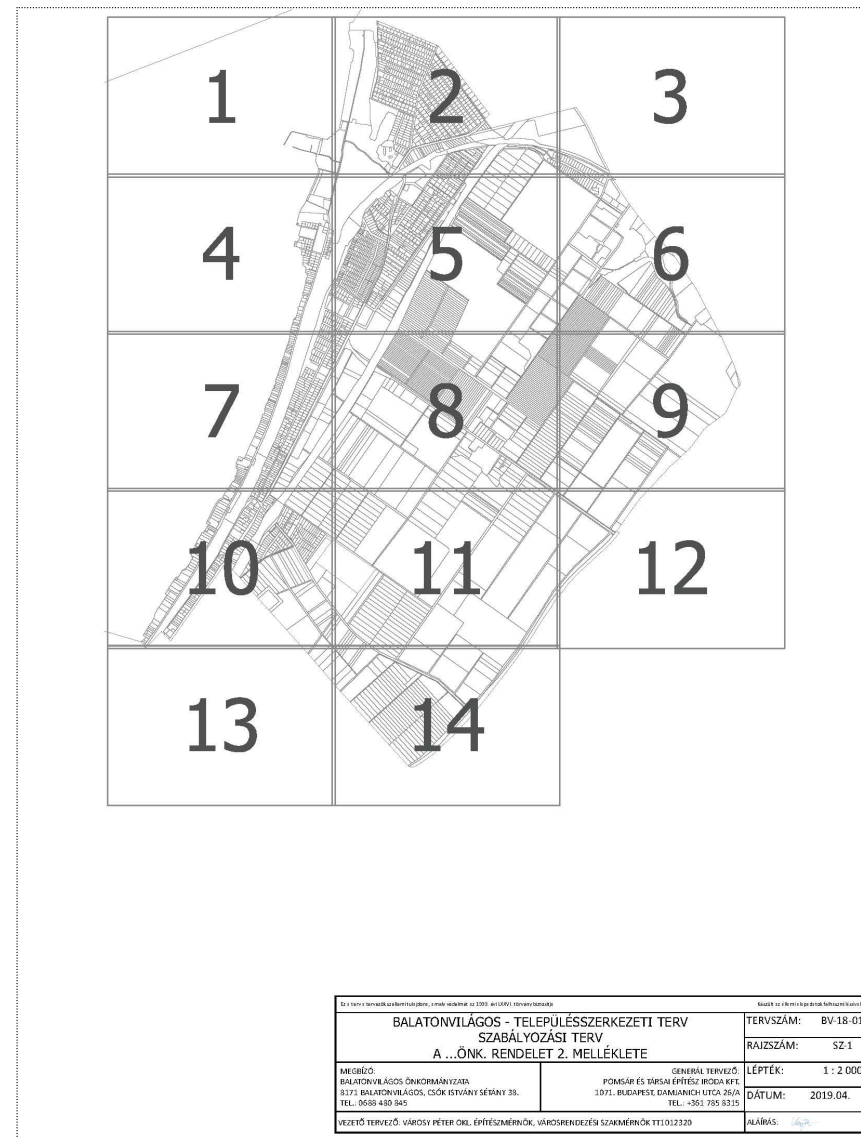 1
2
3
4
5
6
7
8
9
10
11
12
13
14
BALATONVILÁGOS - TELEPÜLÉSSZERKEZETI TERV
SZABÁLYOZÁSI TERV
A ...ÖNK. RENDELET 2. MELLÉKLETE
TERVSZÁM: BV-18-01
RAJZSZÁM: SZ-1
MEGBÍZÓ:
BALATONVILÁGOS ÖNKORMÁNYZATA
8171 BALATONVILÁGOS, CSÓK ISTVÁN SÉTÁNY 38.
TEL.: 0688 480 845
GENERÁL TERVEZŐ:
POMSÁR ÉS TÁRSAI ÉPÍTÉSZ IRODA KFT.
1071. BUDAPEST, DAMJANICH UTCA 26/A
TEL.: +361 785 8315
LÉPTÉK: 1 : 2 000
DÁTUM: 2019.04.
VEZETŐ TERVEZŐ: VÁROSY PÉTER OKL. ÉPÍTÉSZMÉRNÖK, VÁROSRENDEZÉSI SZAKMÉRNÖK TT1012320
ALÁÍRÁS: